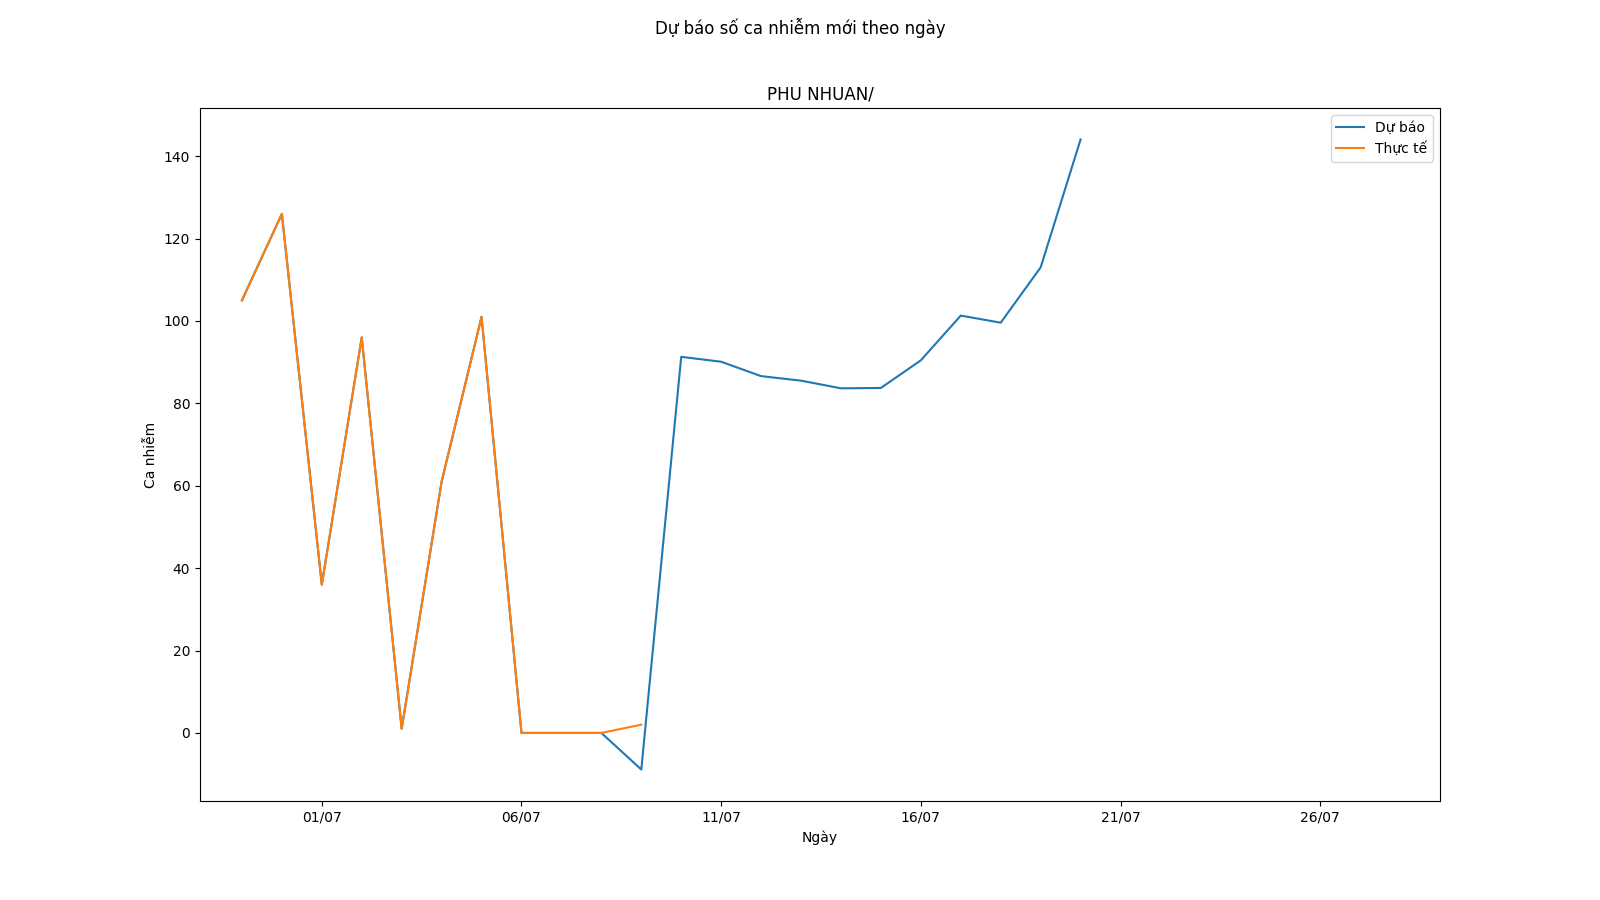 Dự báo số ca nhiễm mới theo ngày
PHU NHUAN/
Dự báo
Thực tế
140
120
100
80
60
40
20
0
Ca nhiễm
01/07
06/07
11/07
16/07
21/07
26/07
Ngày